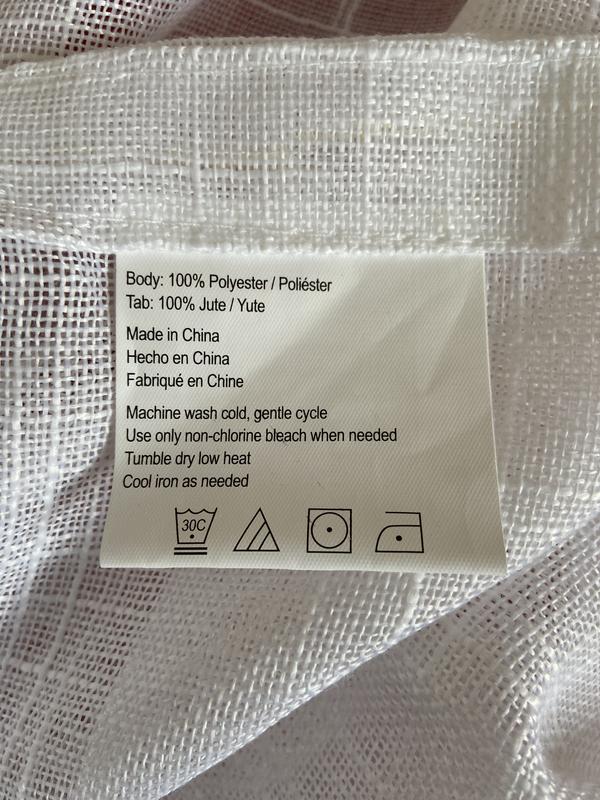 Body: 100% Polyester / Poliéster
Tab: 100% Jute / Yute
Made in China
Hecho en China
Fabriqué en Chine
Machine wash cold, gentle cycle
Use only non-chlorine bleach when needed
Tumble dry low heat
Cool iron as needed
30C